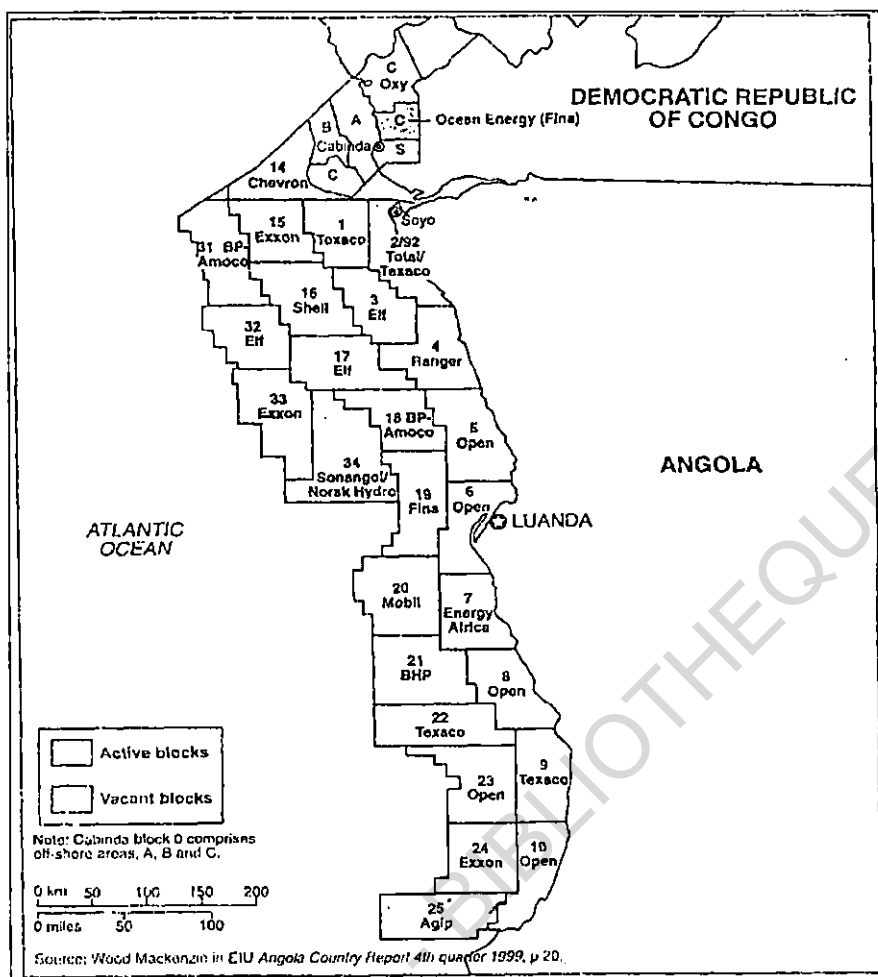 C
Oxy
DEMOCRATIC REPUBLIC
OF CONGO
A
B
C
Ocean Energy (Fina)
Cabinda
S
14
Chevron
C
Soyo
15
Exxon
1
Texaco
2/92
Total/
Texaco
31 BP-
Amoco
16
Shell
3
Elf
32
Elf
4
Ranger
17
Elf
33
Exxon
18 BP-
Amoco
5
Open
34
Sonangol/
Norsk Hydro
19
Fina
6
Open
ANGOLA
LUANDA
ATLANTIC
OCEAN
20
Mobil
7
Energy
Africa
21
BHP
8
Open
22
Texaco
Active blocks
Vacant blocks
23
Open
9
Texaco
Note: Cabinda block 0 comprises
off-shore areas, A, B and C.
24
Exxon
10
Open
0 km 50 100 150 200
0 miles 50 100
25
Agip
Source: Wood Mackenzie in EIU Angola Country Report 4th quarter 1999, p 20.
- BIBLIOTHEQUE